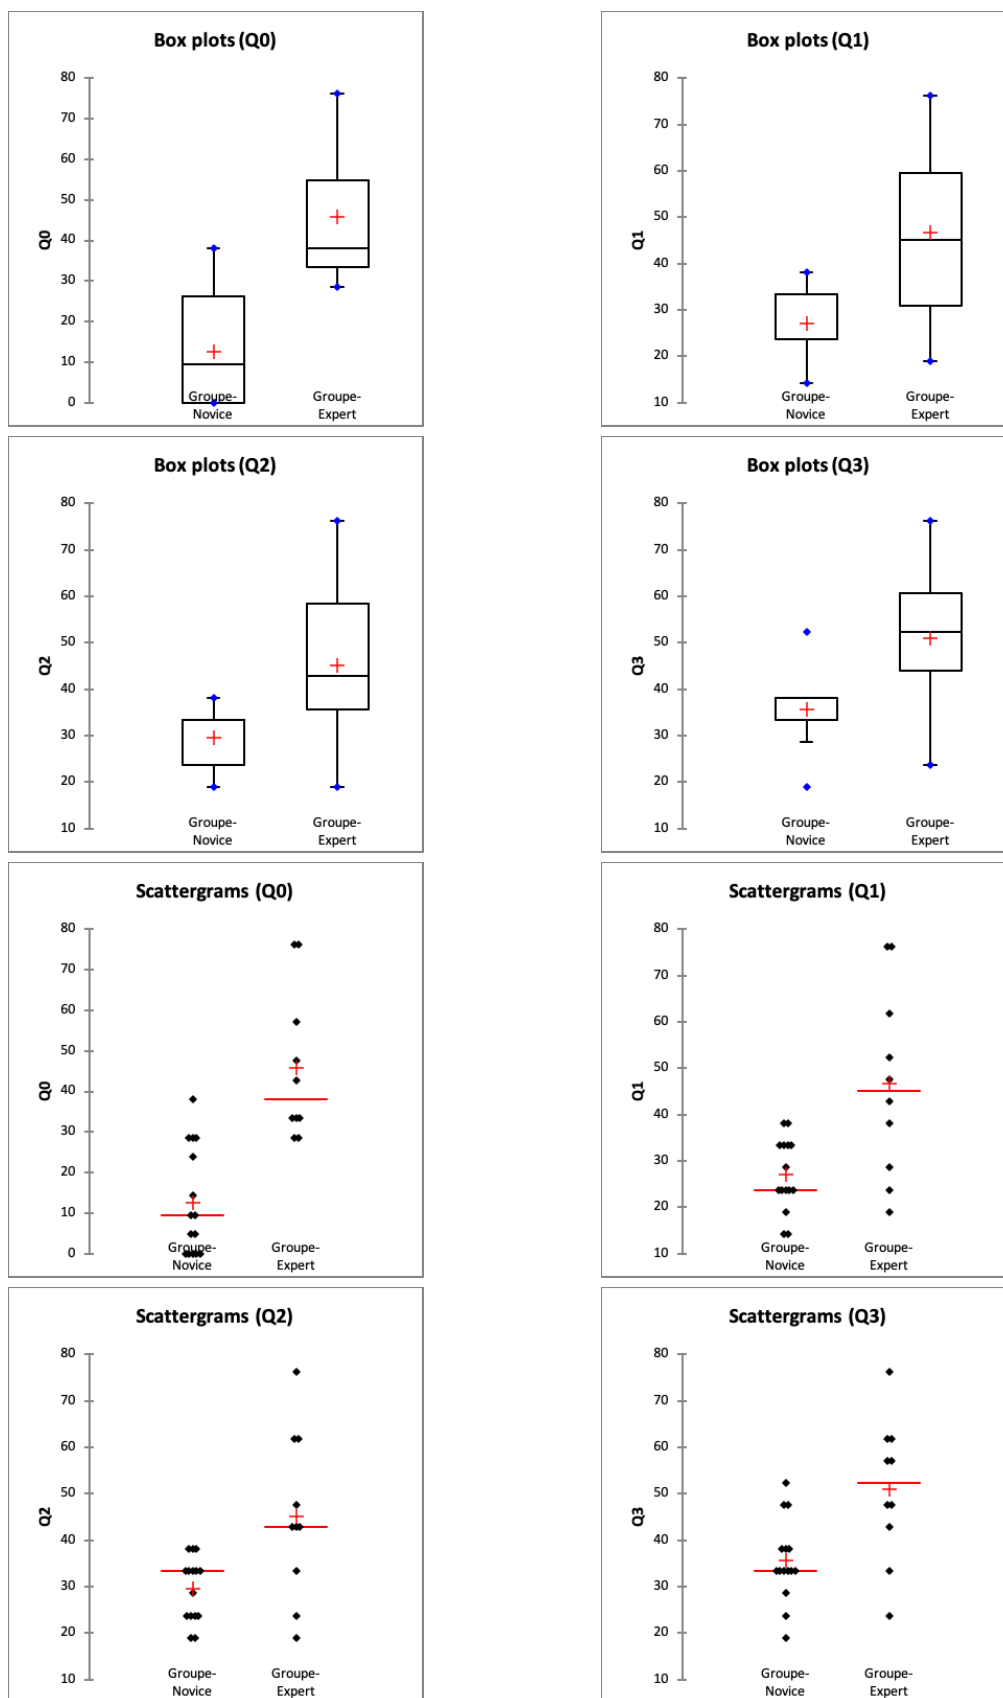 Box plots (Q0)
80
70
60
50
40
30
20
10
0
Q0
Groupe-
Novice
Groupe-
Expert
Box plots (Q1)
80
70
60
50
40
30
20
10
Q1
Groupe-
Novice
Groupe-
Expert
Box plots (Q2)
80
70
60
50
40
30
20
10
Q2
Groupe-
Novice
Groupe-
Expert
Box plots (Q3)
80
70
60
50
40
30
20
10
Q3
Groupe-
Novice
Groupe-
Expert
Scattergrams (Q0)
80
70
60
50
40
30
20
10
0
Q0
Groupe-
Novice
Groupe-
Expert
Scattergrams (Q1)
80
70
60
50
40
30
20
10
Q1
Groupe-
Novice
Groupe-
Expert
Scattergrams (Q2)
80
70
60
50
40
30
20
10
Q2
Groupe-
Novice
Groupe-
Expert
Scattergrams (Q3)
80
70
60
50
40
30
20
10
Q3
Groupe-
Novice
Groupe-
Expert